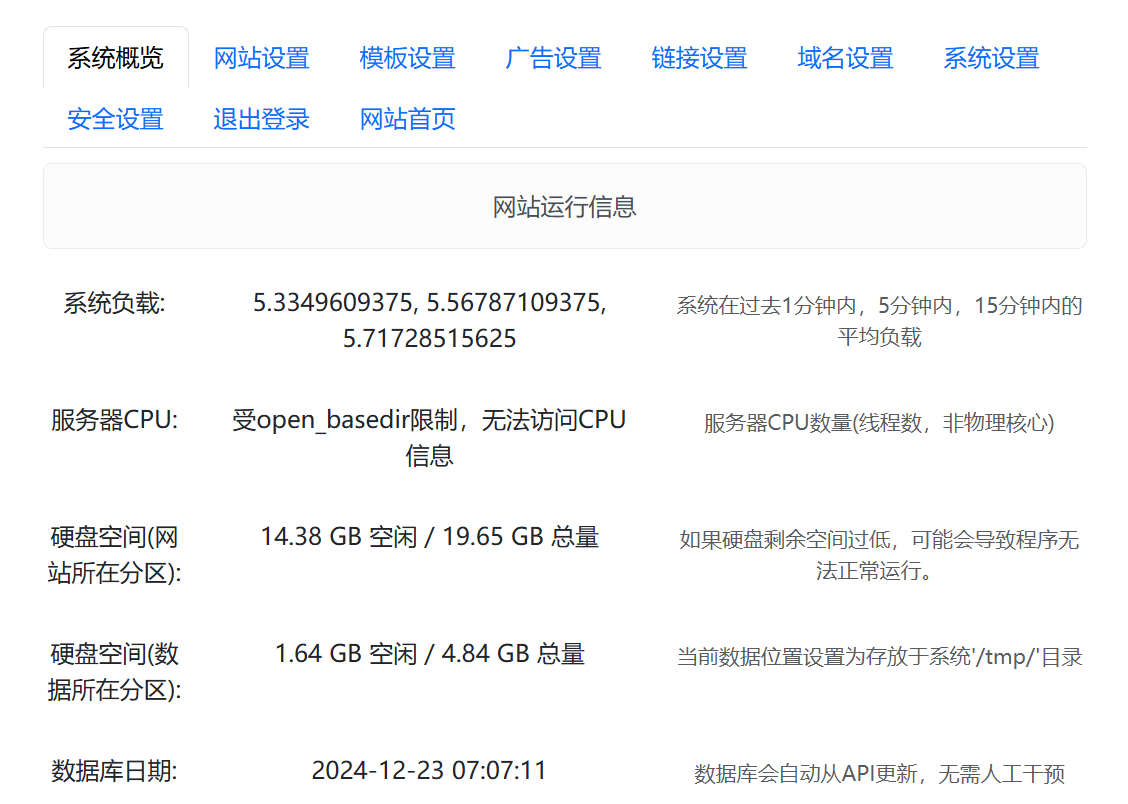 系统概览 网站设置 模板设置 广告设置 链接设置 域名设置 系统设置
安全设置 退出登录 网站首页
网站运行信息
系统负载: 5.3349609375, 5.56787109375, 系统在过去1分钟内，5分钟内，15分钟内的
5.71728515625 平均负载
服务器CPU: 受open_basedir限制，无法访问CPU 服务器CPU数量(线程数，非物理核心)
信息
硬盘空间(网 14.38 GB 空闲 / 19.65 GB 总量 如果硬盘剩余空间过低，可能会导致程序无
站所在分区): 法正常运行。
硬盘空间(数 1.64 GB 空闲 / 4.84 GB 总量 当前数据位置设置为存放于系统'/tmp/'目录
据所在分区):
数据库日期: 2024-12-23 07:07:11 数据库会自动从API更新，无需人工干预